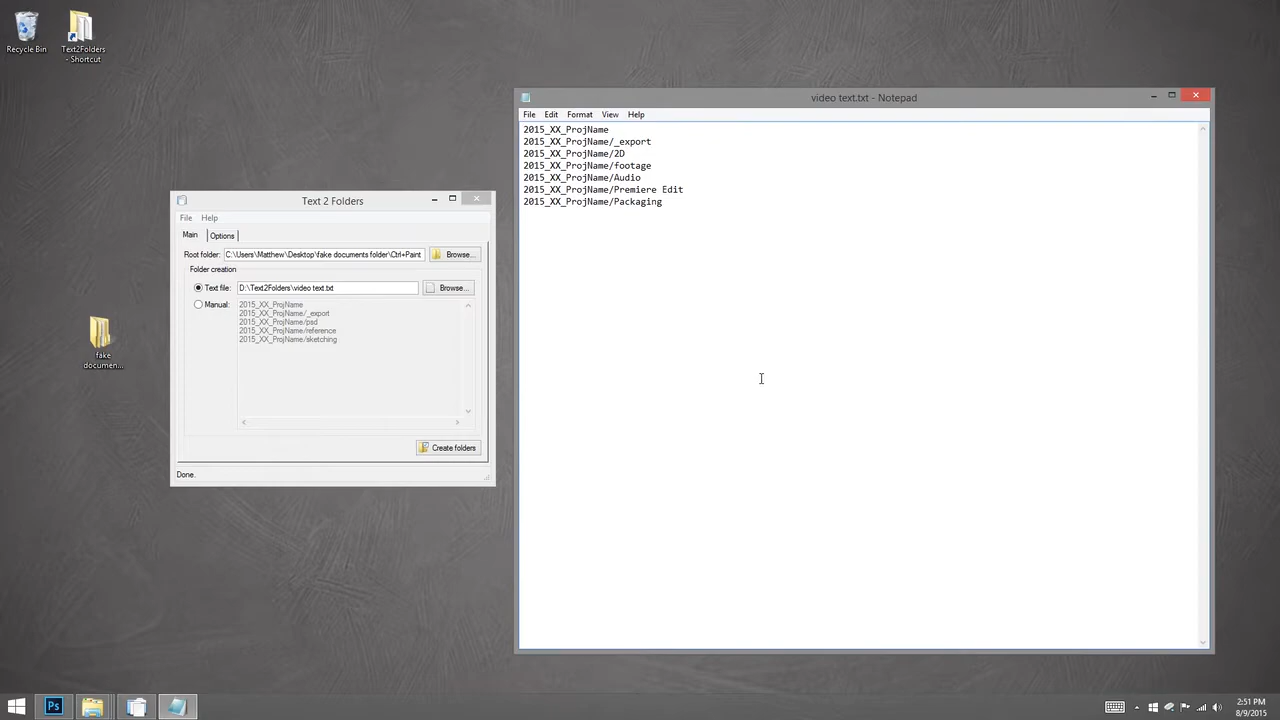 Recycle Bin
Text2Folders
- Shortcut
fake
documen...
Text 2 Folders
File Help
Main Options
Root folder: C:\Users\Matthew\Desktop\fake documents folder\Ctrl+Paint Browse...
Folder creation
Text file: D:\Text2Folders\video text.txt Browse...
Manual: 2015_XX_ProjName
2015_XX_ProjName/_export
2015_XX_ProjName/psd
2015_XX_ProjName/reference
2015_XX_ProjName/sketching
Create folders
Done.
video text.txt - Notepad
File Edit Format View Help
2015_XX_ProjName
2015_XX_ProjName/_export
2015_XX_ProjName/2D
2015_XX_ProjName/footage
2015_XX_ProjName/Audio
2015_XX_ProjName/Premiere Edit
2015_XX_ProjName/Packaging
Ps
2:51 PM
8/9/2015